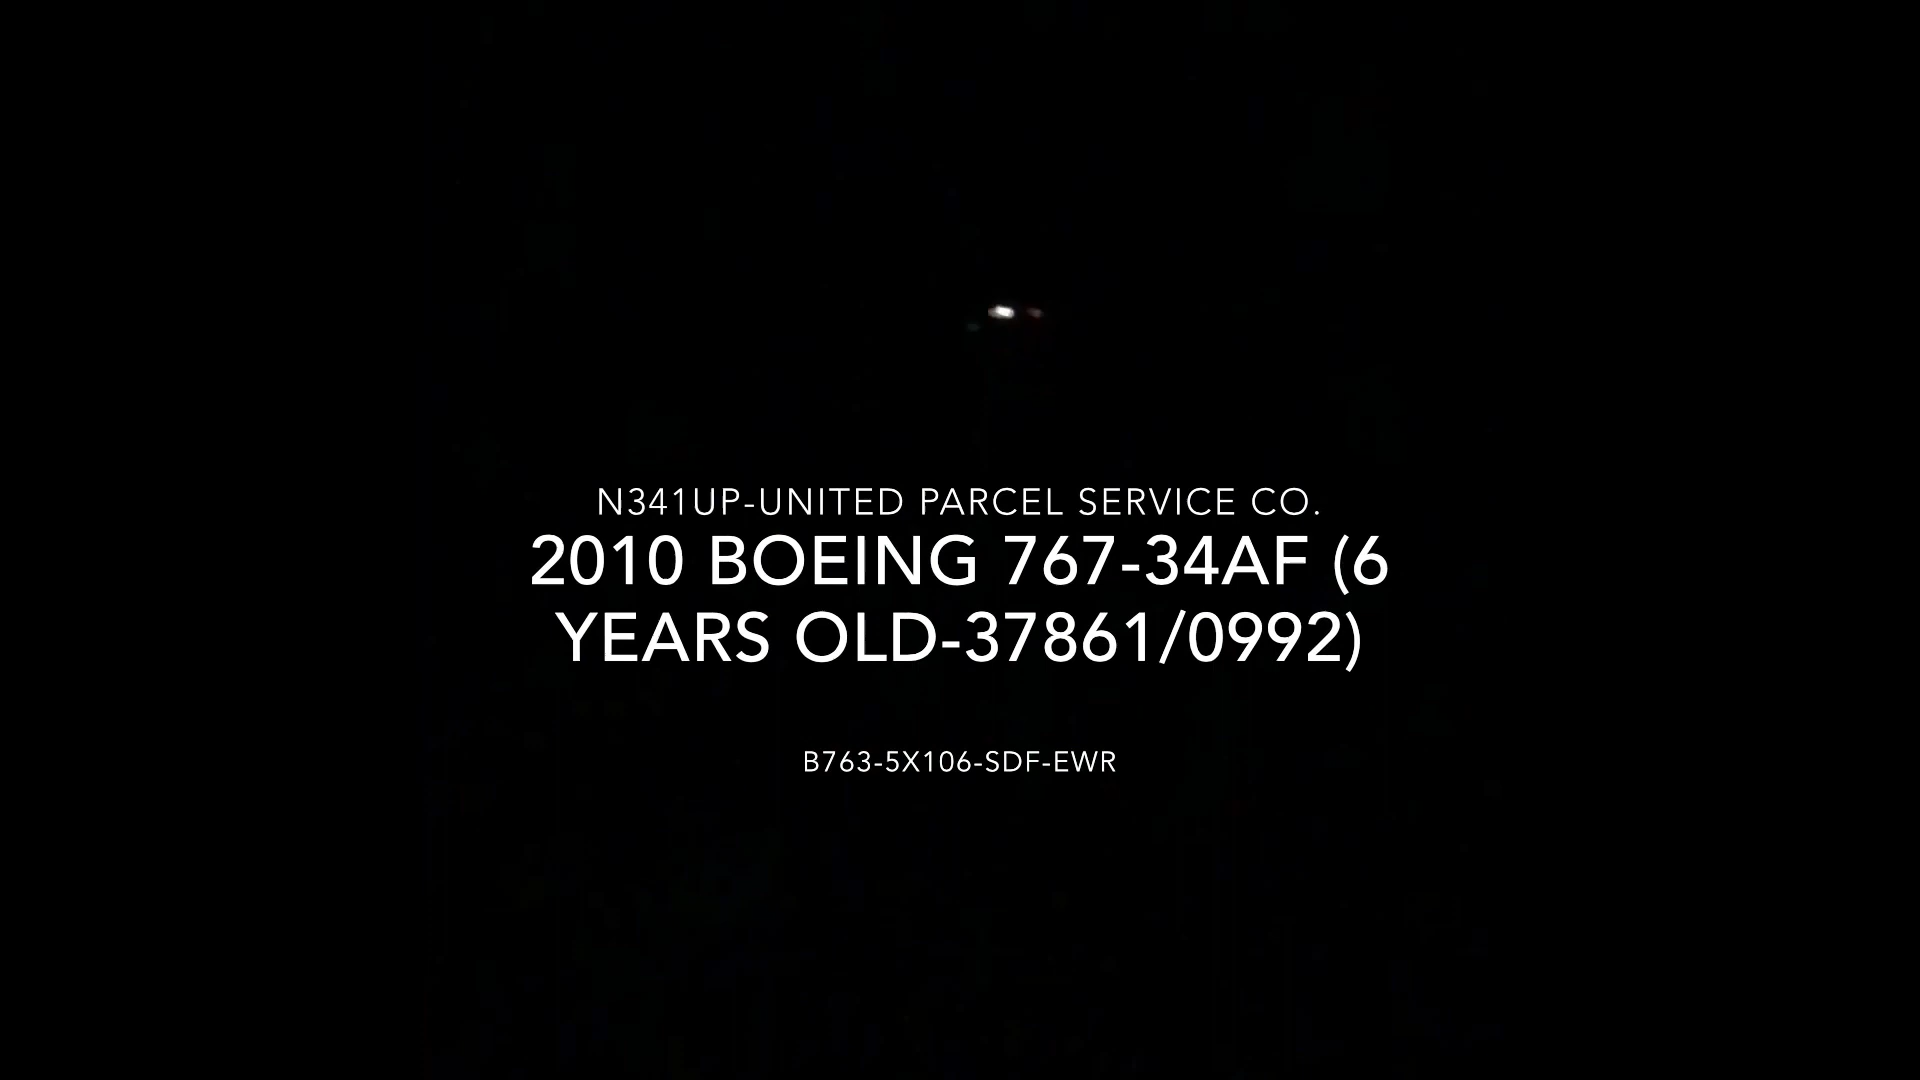 N341UP-UNITED PARCEL SERVICE CO.
2010 BOEING 767-34AF (6
YEARS OLD-37861/0992)
B763-5X106-SDF-EWR